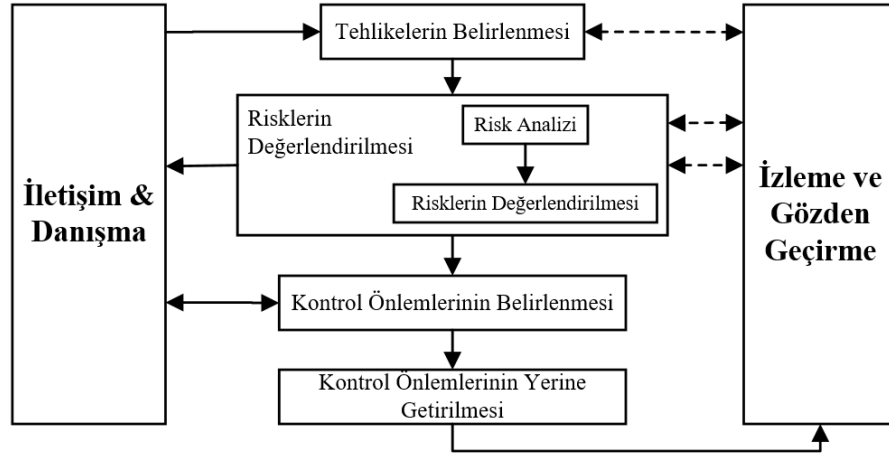 Tehlikelerin Belirlenmesi
Risklerin
Değerlendirilmesi
Risk Analizi
Risklerin Değerlendirilmesi
İletişim &
Danışma
İzleme ve
Gözden
Geçirme
Kontrol Önlemlerinin Belirlenmesi
Kontrol Önlemlerinin Yerine
Getirilmesi